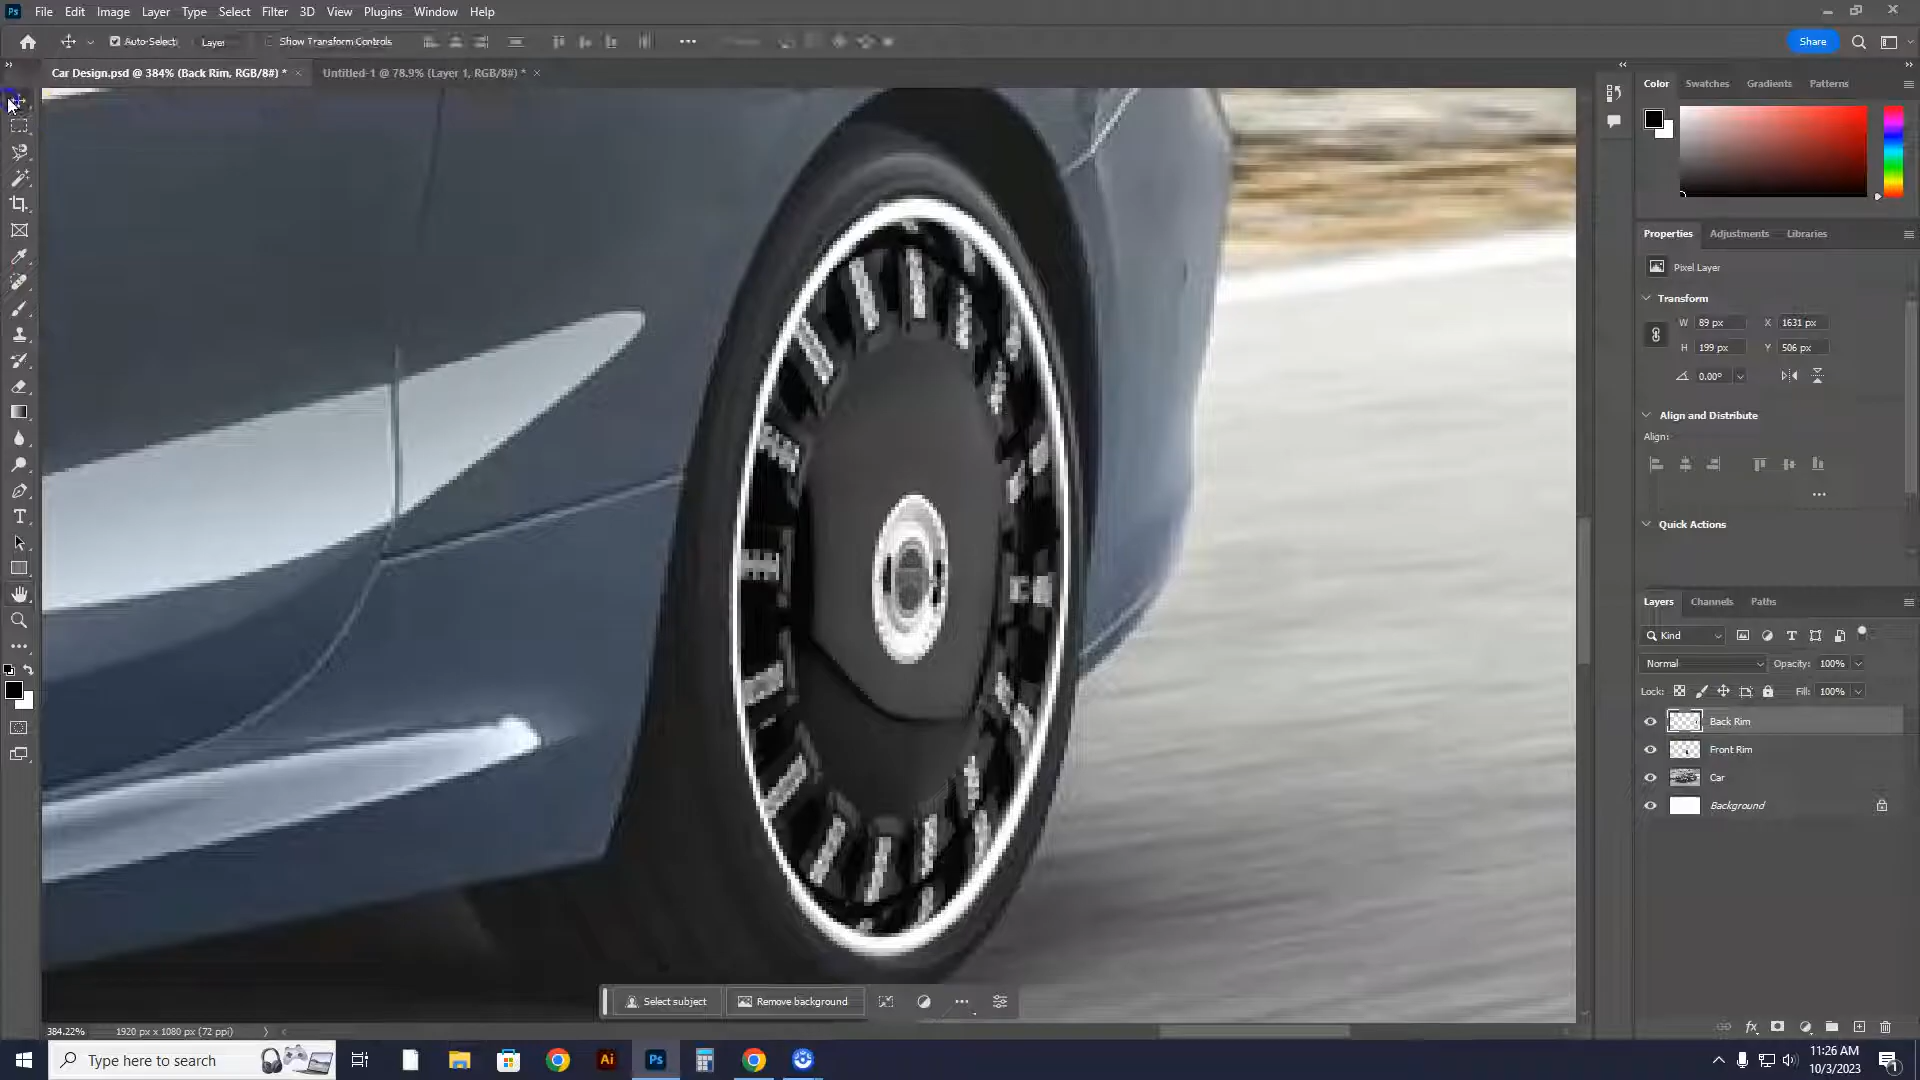 Ps File Edit Image Layer Type Select Filter 3D View Plugins Window Help
Auto-Select: Layer Show Transform Controls Share
Car Design.psd @ 384% (Back Rim, RGB/8#) * × Untitled-1 @ 78.9% (Layer 1, RGB/8#) * ×
Color Swatches Gradients Patterns
Properties Adjustments Libraries
Pixel Layer
Transform
W 89 px X 1631 px
H 199 px Y 506 px
0.00°
Align and Distribute
Align:
Quick Actions
Layers Channels Paths
Kind
Normal Opacity: 100%
Lock: Fill: 100%
Back Rim
Front Rim
Car
Background
Select subject Remove background
384.22% 1920 px x 1080 px (72 ppi)
Type here to search Ai Ps 11:26 AM
10/3/2023 1